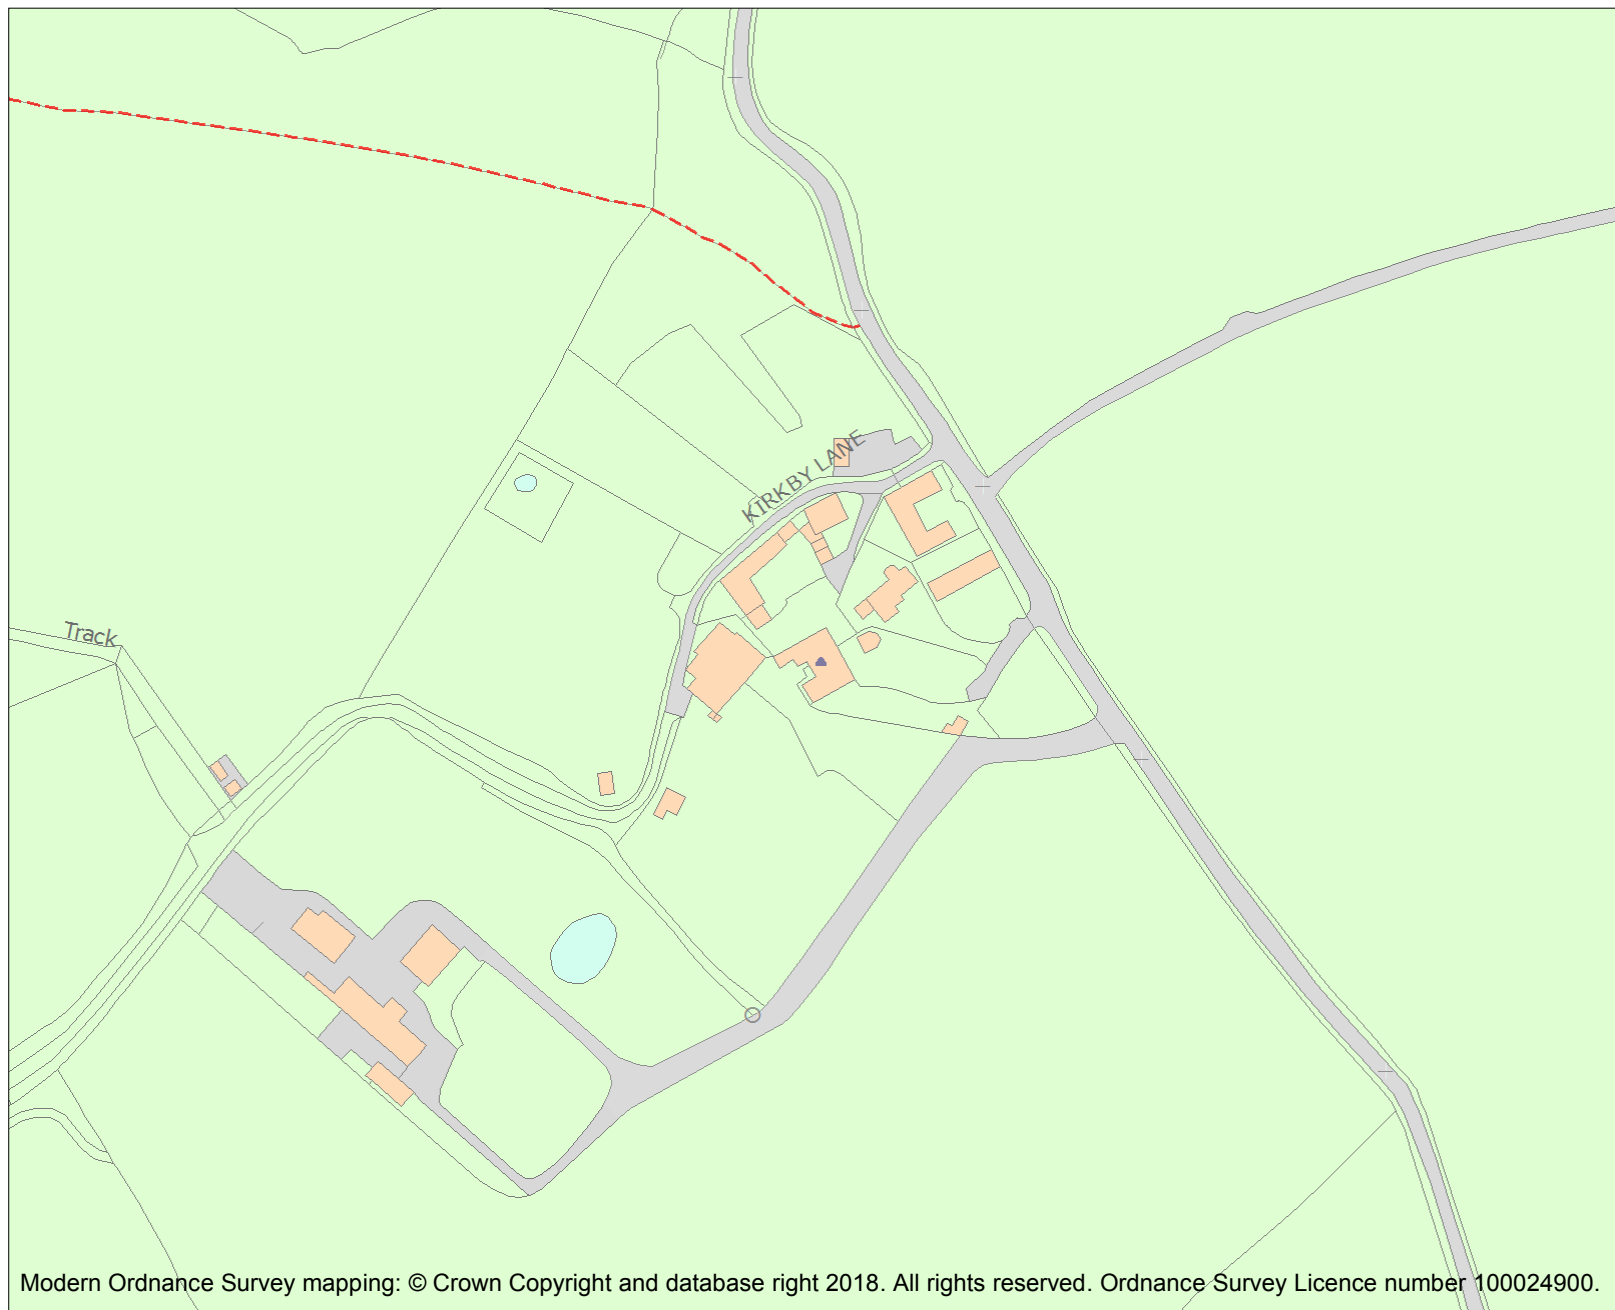 KIRKBY LANE
Track
Modern Ordnance Survey mapping: © Crown Copyright and database right 2018. All rights reserved. Ordnance Survey Licence number 100024900.